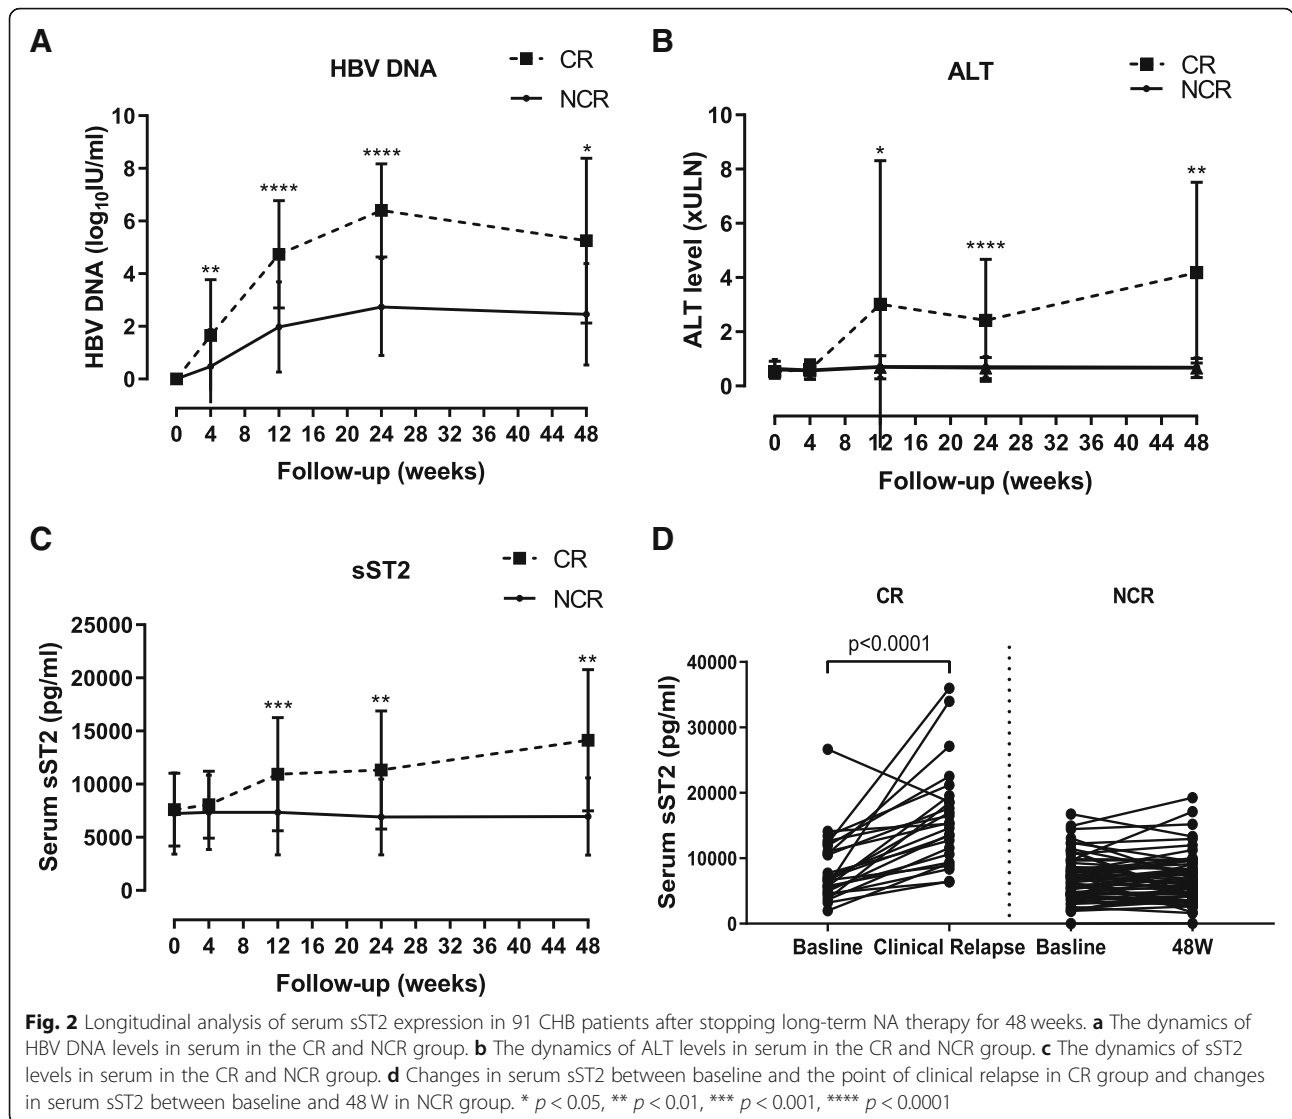 A
HBV DNA
CR
NCR
HBV DNA (log10IU/ml)
10
8
6
4
2
0
**
****
****
*
0 4 8 12 16 20 24 28 32 36 40 44 48
Follow-up (weeks)
B
ALT
CR
NCR
ALT level (xULN)
10
8
6
4
2
0
*
****
**
0 4 8 12 16 20 24 28 32 36 40 44 48
Follow-up (weeks)
C
sST2
CR
NCR
Serum sST2 (pg/ml)
25000
20000
15000
10000
5000
0
***
**
**
0 4 8 12 16 20 24 28 32 36 40 44 48
Follow-up (weeks)
D
CR
NCR
p<0.0001
Serum sST2 (pg/ml)
40000
30000
20000
10000
0
Basline Clinical Relapse Basline 48W
Fig. 2 Longitudinal analysis of serum sST2 expression in 91 CHB patients after stopping long-term NA therapy for 48 weeks. a The dynamics of
HBV DNA levels in serum in the CR and NCR group. b The dynamics of ALT levels in serum in the CR and NCR group. c The dynamics of sST2
levels in serum in the CR and NCR group. d Changes in serum sST2 between baseline and the point of clinical relapse in CR group and changes
in serum sST2 between baseline and 48 W in NCR group. * p < 0.05, ** p < 0.01, *** p < 0.001, **** p < 0.0001